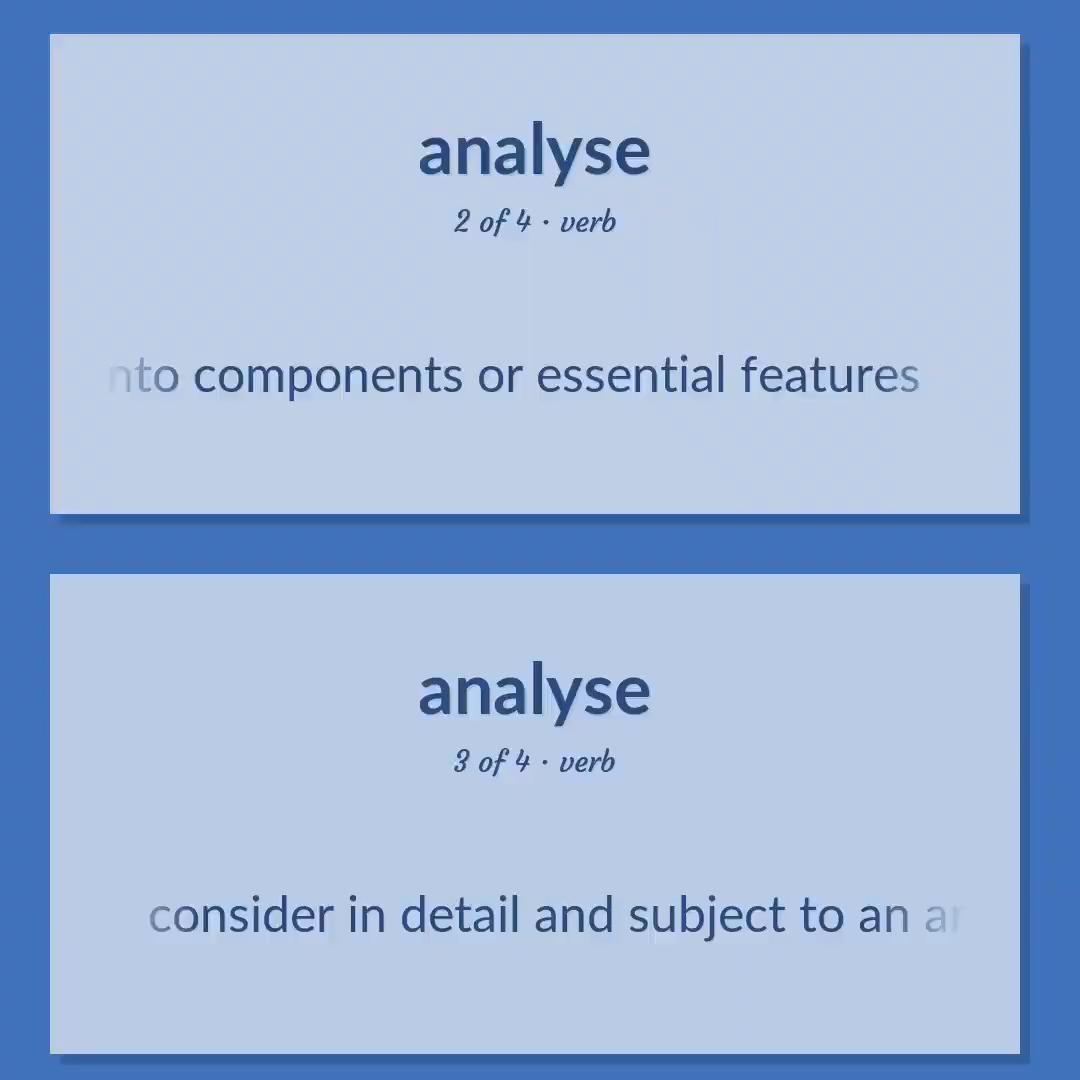 analyse
2 of 4 · verb
nto components or essential features
analyse
3 of 4 · verb
consider in detail and subject to an